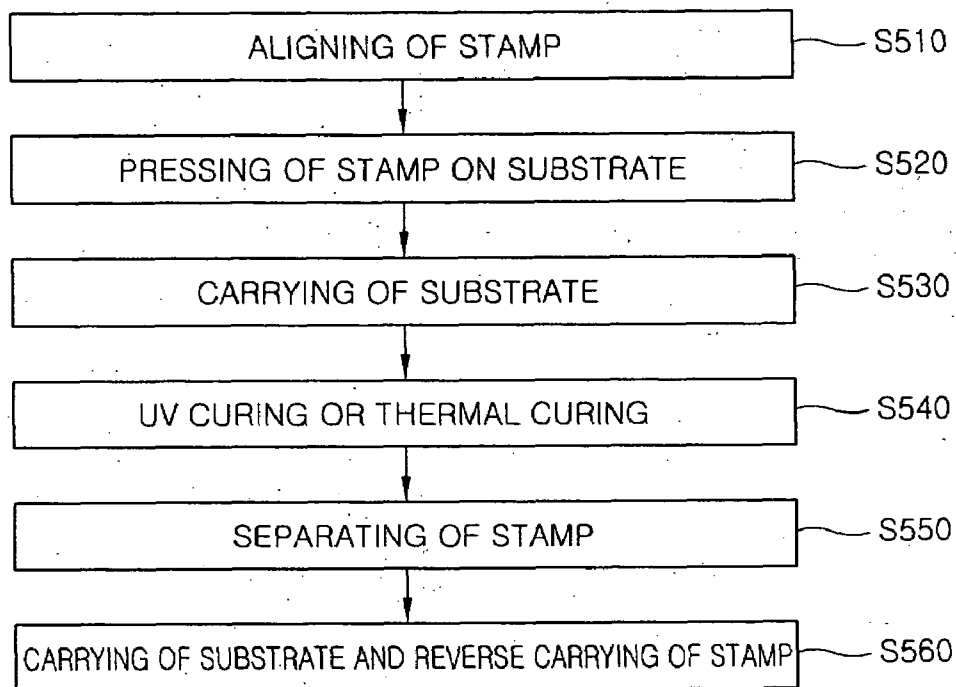 ALIGNING OF STAMP S510
PRESSING OF STAMP ON SUBSTRATE S520
CARRYING OF SUBSTRATE S530
UV CURING OR THERMAL CURING S540
SEPARATING OF STAMP S550
CARRYING OF SUBSTRATE AND REVERSE CARRYING OF STAMP S560